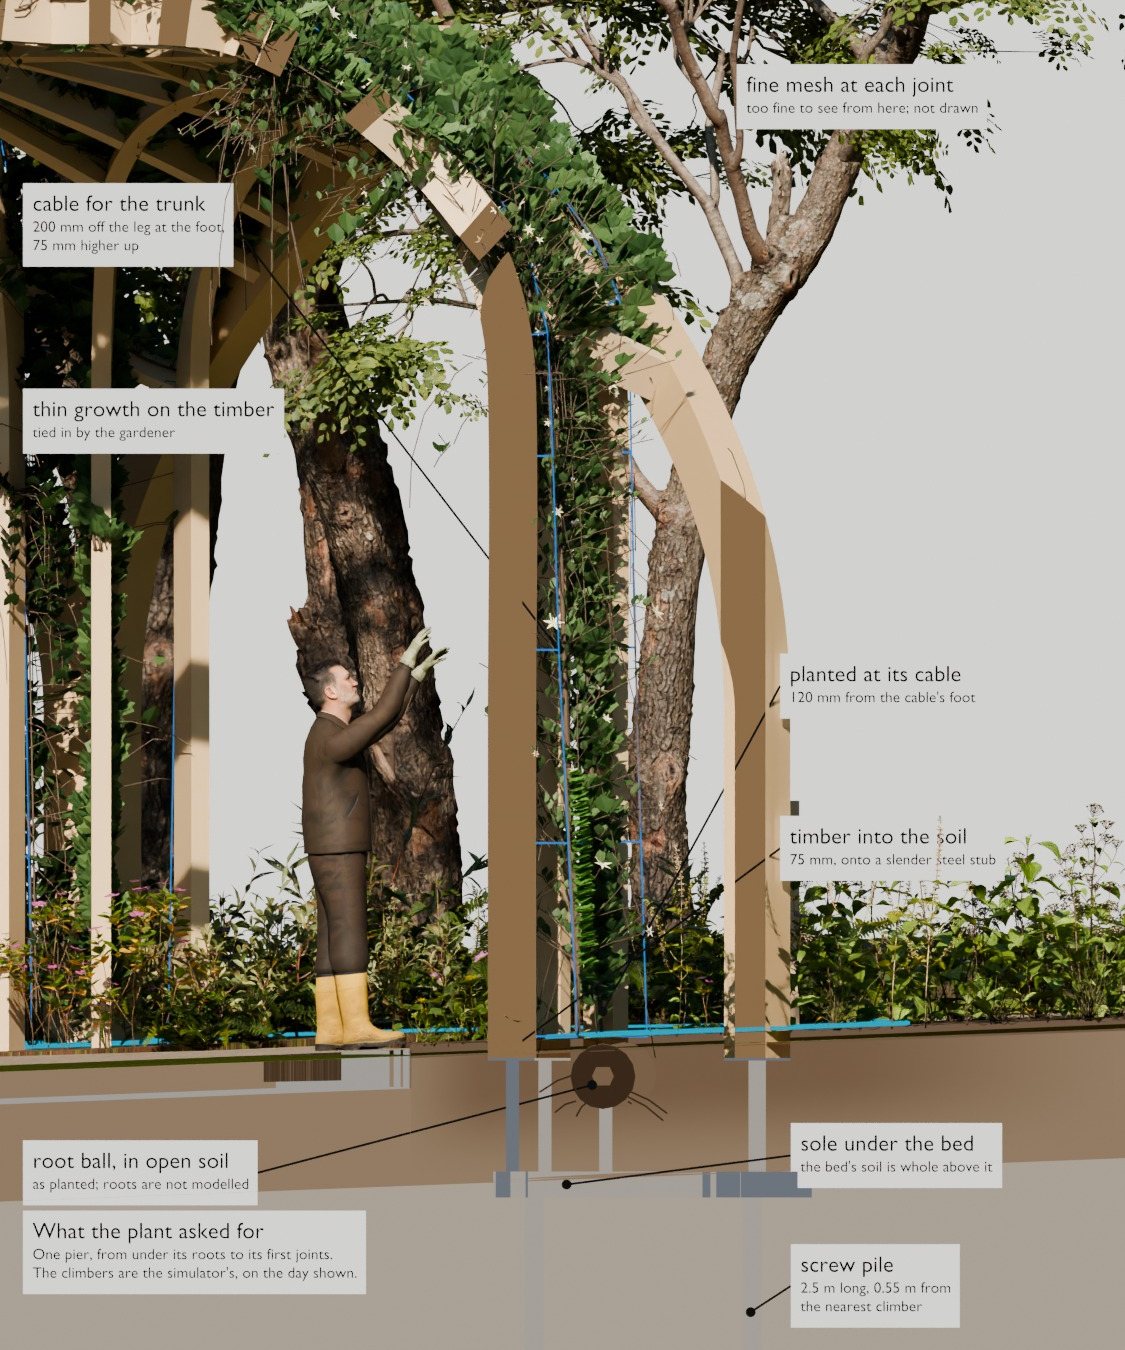 fine mesh at each joint
too fine to see from here; not drawn
cable for the trunk
200 mm off the leg at the foot,
75 mm higher up
thin growth on the timber
tied in by the gardener
planted at its cable
120 mm from the cable's foot
timber into the soil
75 mm, onto a slender steel stub
root ball, in open soil
as planted; roots are not modelled
sole under the bed
the bed's soil is whole above it
What the plant asked for
One pier, from under its roots to its first joints.
The climbers are the simulator's, on the day shown.
screw pile
2.5 m long, 0.55 m from
the nearest climber